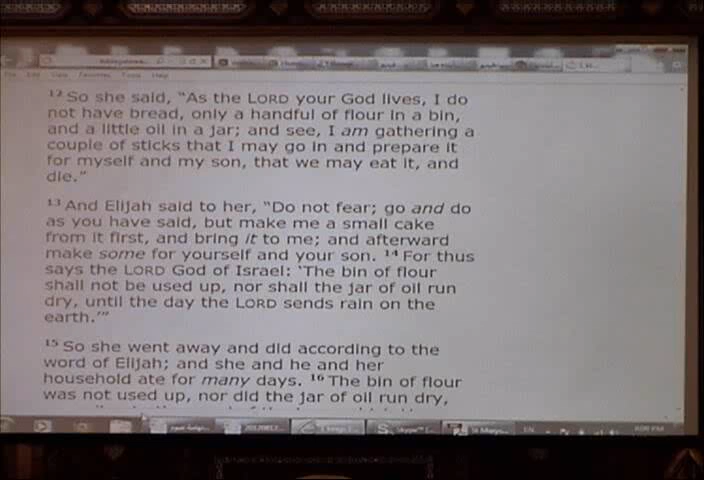 File Edit View Favorites Tools Help
12 So she said, "As the LORD your God lives, I do
not have bread, only a handful of flour in a bin,
and a little oil in a jar; and see, I am gathering a
couple of sticks that I may go in and prepare it
for myself and my son, that we may eat it, and
die."
13 And Elijah said to her, "Do not fear; go and do
as you have said, but make me a small cake
from it first, and bring it to me; and afterward
make some for yourself and your son. 14 For thus
says the LORD God of Israel: 'The bin of flour
shall not be used up, nor shall the jar of oil run
dry, until the day the LORD sends rain on the
earth.'"
15 So she went away and did according to the
word of Elijah; and she and he and her
household ate for many days. 16 The bin of flour
was not used up, nor did the jar of oil run dry,
EN